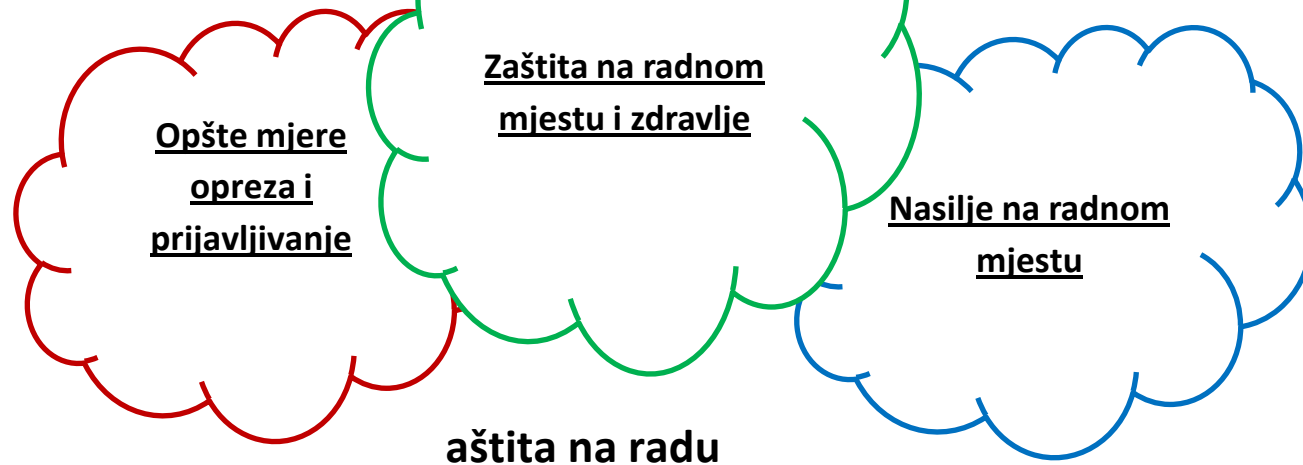 Opšte mjere
opreza i
prijavljivanje
Zaštita na radnom
mjestu i zdravlje
Nasilje na radnom
mjestu
aštita na radu